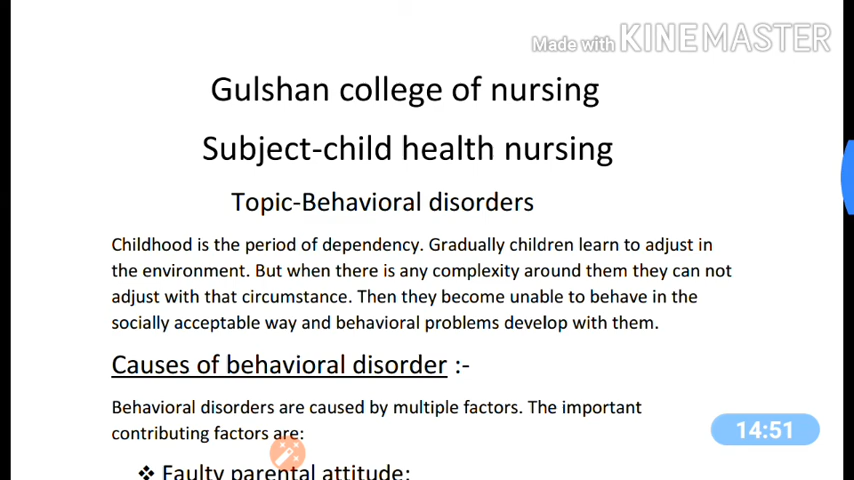 Made with KINEMASTER
Gulshan college of nursing
Subject-child health nursing
Topic-Behavioral disorders
Childhood is the period of dependency. Gradually children learn to adjust in
the environment. But when there is any complexity around them they can not
adjust with that circumstance. Then they become unable to behave in the
socially acceptable way and behavioral problems develop with them.
Causes of behavioral disorder :-
Behavioral disorders are caused by multiple factors. The important
contributing factors are:
14:51
❖ Faulty parental attitude: